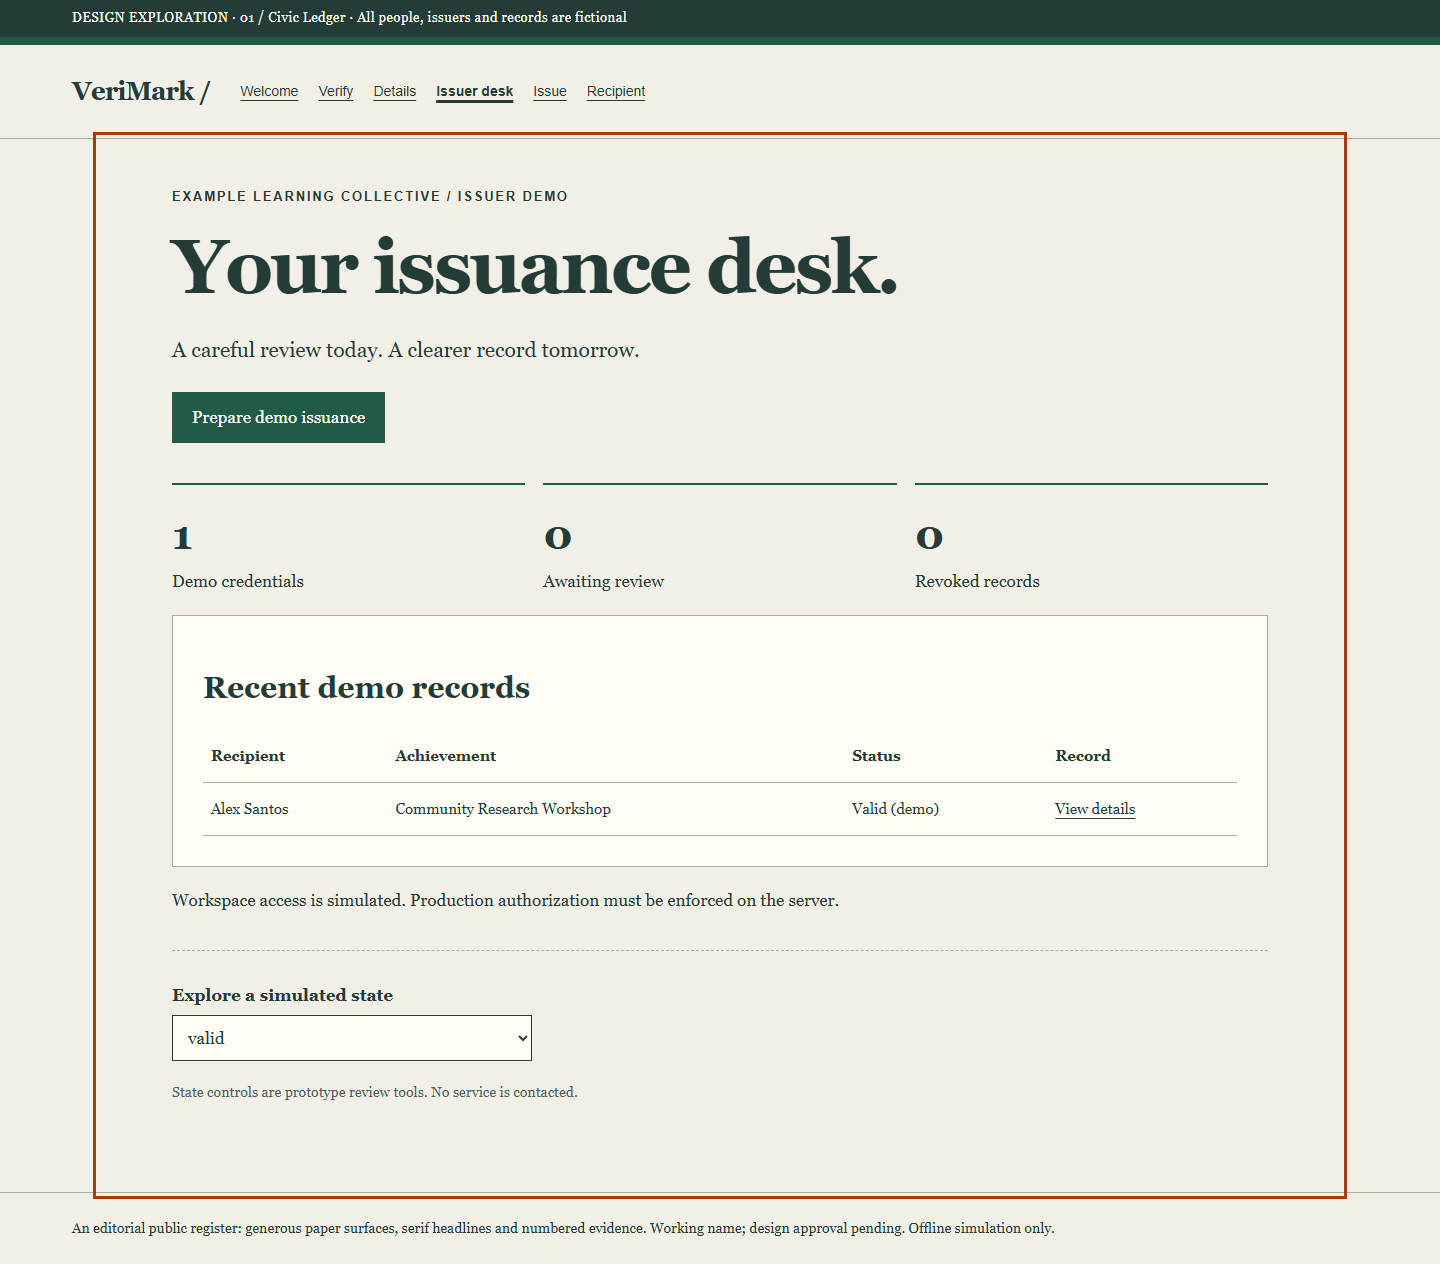 DESIGN EXPLORATION · 01 / Civic Ledger · All people, issuers and records are fictional
VeriMark / Welcome Verify Details Issuer desk Issue Recipient
EXAMPLE LEARNING COLLECTIVE / ISSUER DEMO
Your issuance desk.
A careful review today. A clearer record tomorrow.
Prepare demo issuance
1 0 0
Demo credentials Awaiting review Revoked records
Recent demo records
Recipient Achievement Status Record
Alex Santos Community Research Workshop Valid (demo) View details
Workspace access is simulated. Production authorization must be enforced on the server.
Explore a simulated state
valid
State controls are prototype review tools. No service is contacted.
An editorial public register: generous paper surfaces, serif headlines and numbered evidence. Working name; design approval pending. Offline simulation only.